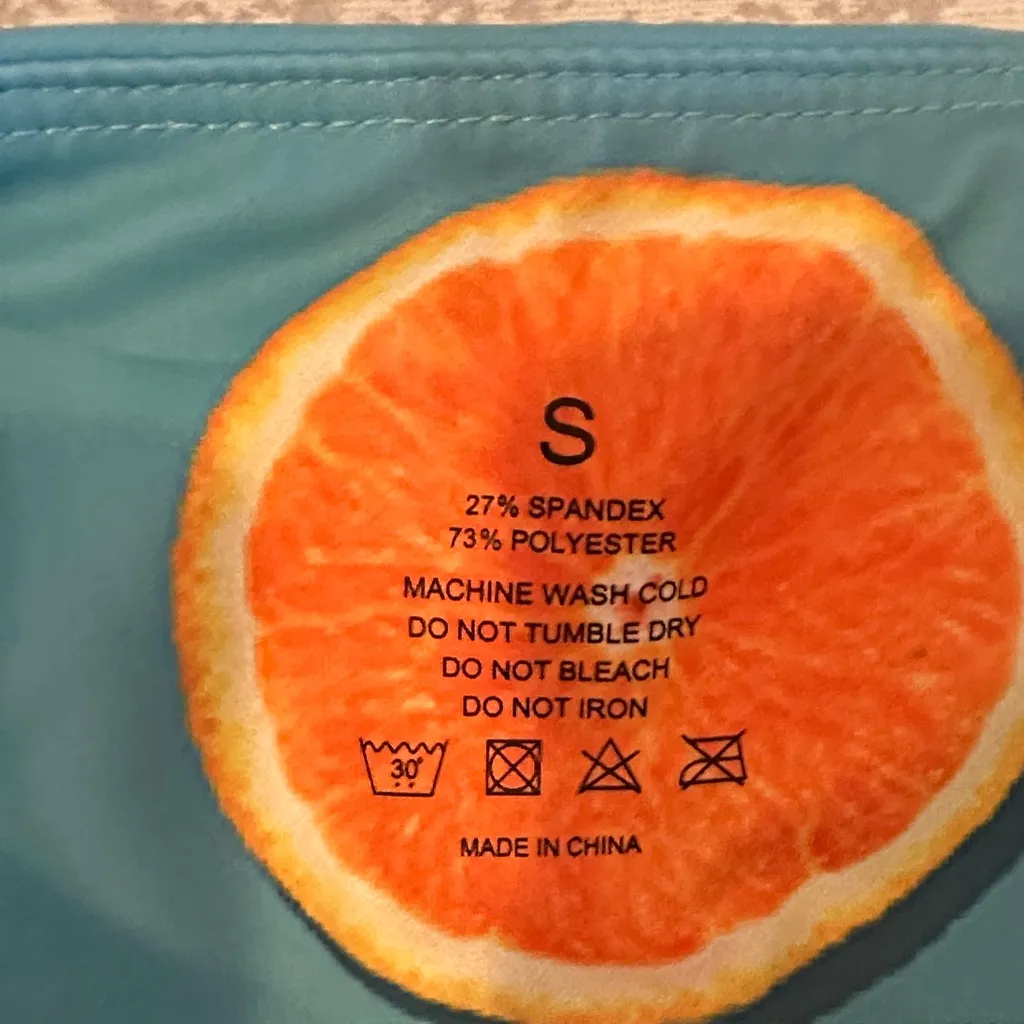 S
27% SPANDEX
73% POLYESTER
MACHINE WASH COLD
DO NOT TUMBLE DRY
DO NOT BLEACH
DO NOT IRON
30°
MADE IN CHINA